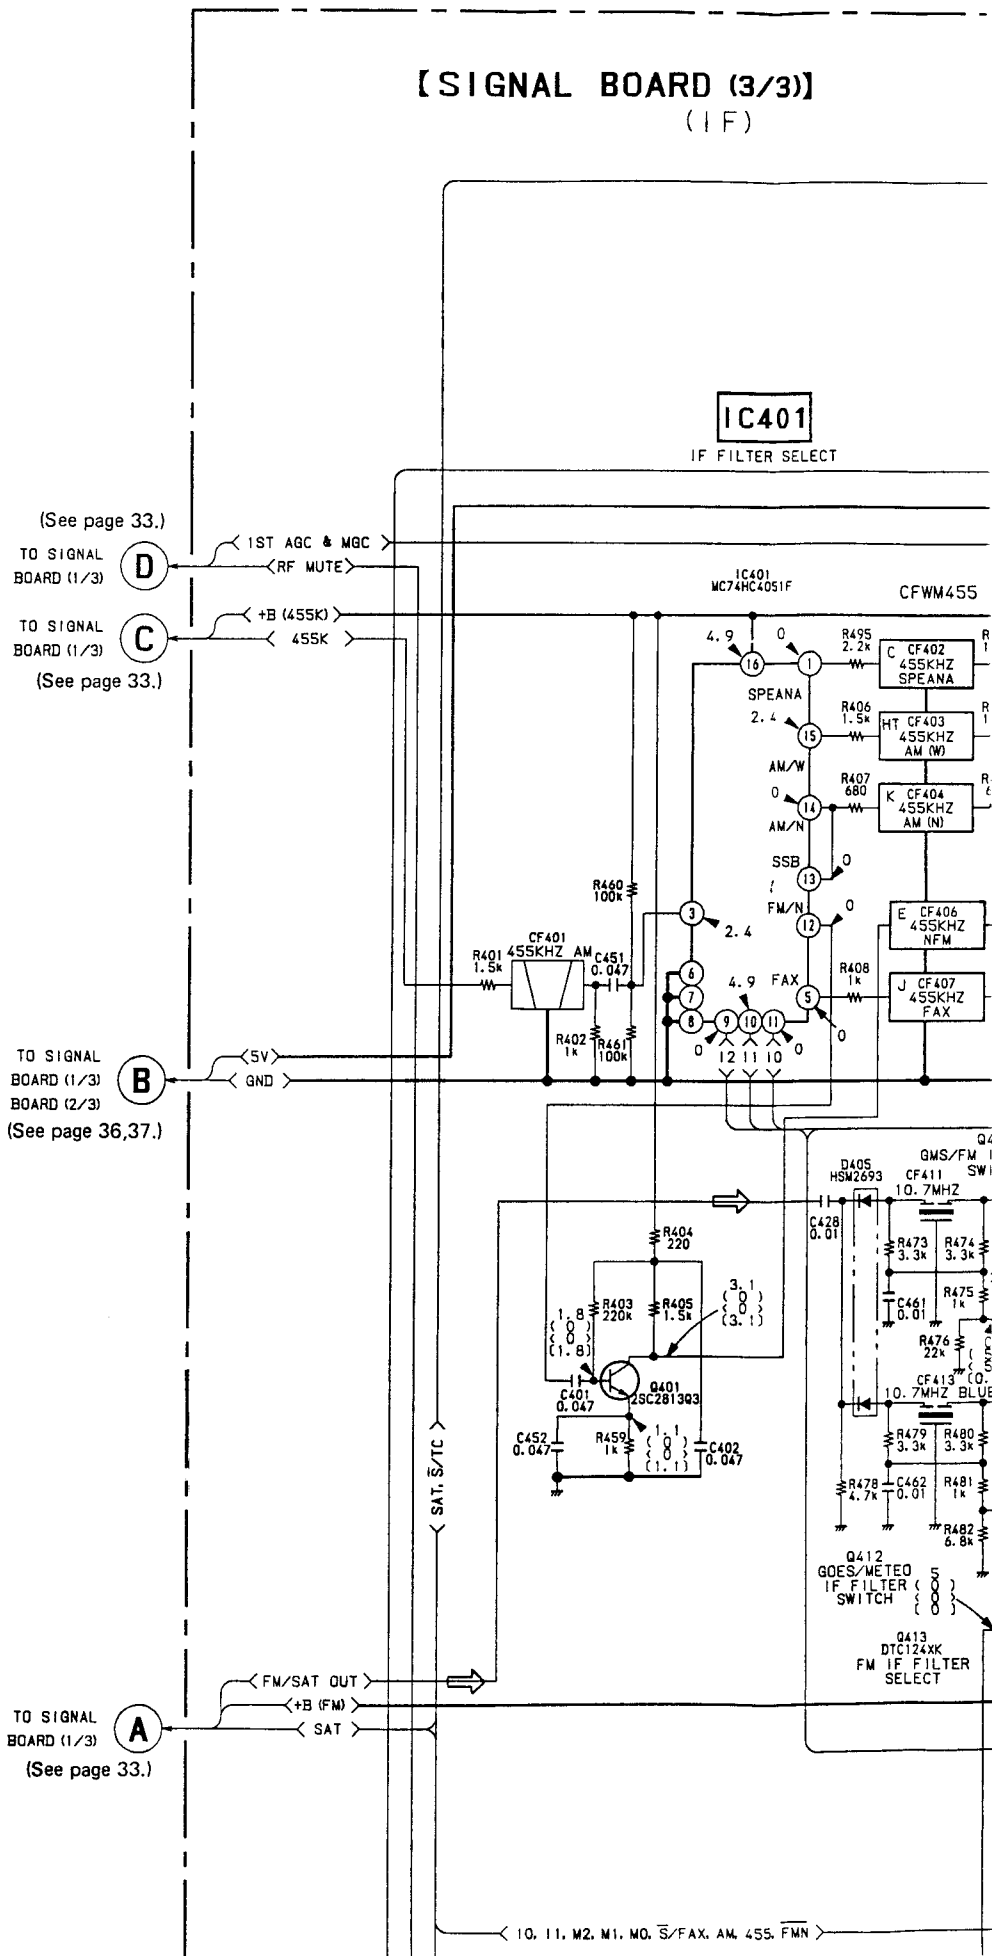 【SIGNAL BOARD (3/3)】
(IF)
IC401
IF FILTER SELECT
(See page 33.)
TO SIGNAL
BOARD (1/3)
D
1ST AGC & MGC
RF MUTE
TO SIGNAL
BOARD (1/3)
C
+B (455K)
455K
(See page 33.)
IC401
MC74HC4051F
CFWM455
4.9
0
16
1
R495
2.2k
C CF402
455KHZ
SPEANA
R
1
SPEANA
2.4
15
R406
1.5k
HT CF403
455KHZ
AM (W)
R
1
AM/W
0
14
R407
680
K CF404
455KHZ
AM (N)
R
6
AM/N
SSB
0
13
FM/N
0
12
E CF406
455KHZ
NFM
R460
100k
3
2.4
CF401
455KHZ AM
R401
1.5k
C451
0.047
6
7
8
4.9
FAX
5
R408
1k
J CF407
455KHZ
FAX
0
9
10
11
0
0
R402
1k
R461
100k
12
11
10
TO SIGNAL
BOARD (1/3)
BOARD (2/3)
B
5V
GND
(See page 36,37.)
Q4
GMS/FM I
SWI
D405
HSM2693
CF411
10.7MHZ
C428
0.01
R473
3.3k
R474
3.3k
R404
220
C461
0.01
R475
1k
R476
22k
R403
220k
R405
1.5k
3.1
(0)
(0)
(3.1)
1.8
(0)
(0)
(1.8)
C401
0.047
Q401
2SC2813Q3
CF413
10.7MHZ
BLUE
(0.
C452
0.047
R459
1k
1.1
(0)
(0)
(1.1)
C402
0.047
R479
3.3k
R480
3.3k
R478
4.7k
C462
0.01
R481
1k
R482
6.8k
SAT, S̅/TC
Q412
GOES/METEO
IF FILTER
SWITCH
5
(0)
(0)
(0)
Q413
DTC124XK
FM IF FILTER
SELECT
TO SIGNAL
BOARD (1/3)
A
FM/SAT OUT
+B (FM)
SAT
(See page 33.)
10, 11, M2, M1, M0, S̅/FAX, AM, 455, F̅M̅N̅